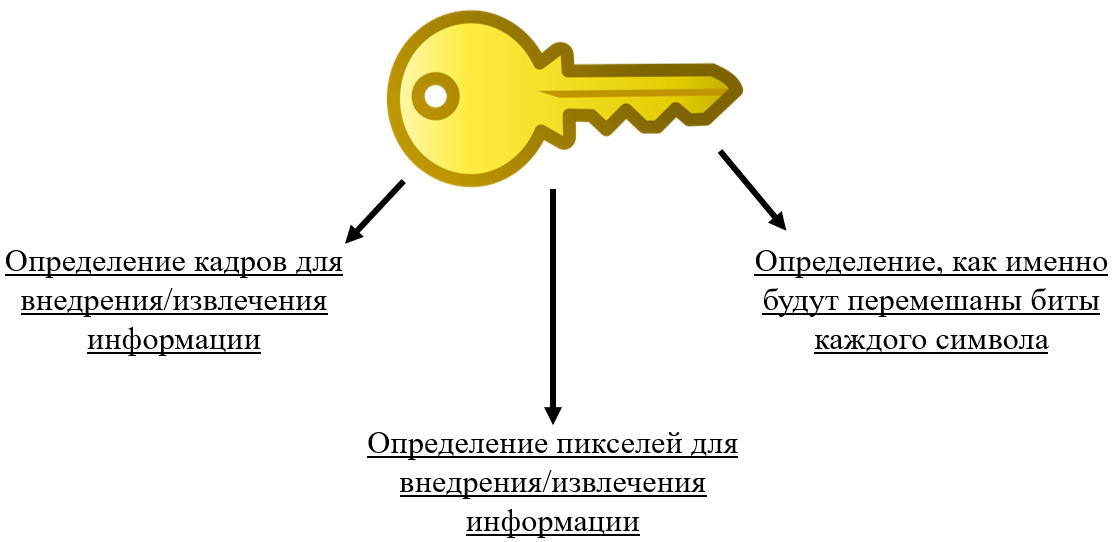 Определение кадров для
внедрения/извлечения
информации
Определение пикселей для
внедрения/извлечения
информации
Определение, как именно
будут перемешаны биты
каждого символа